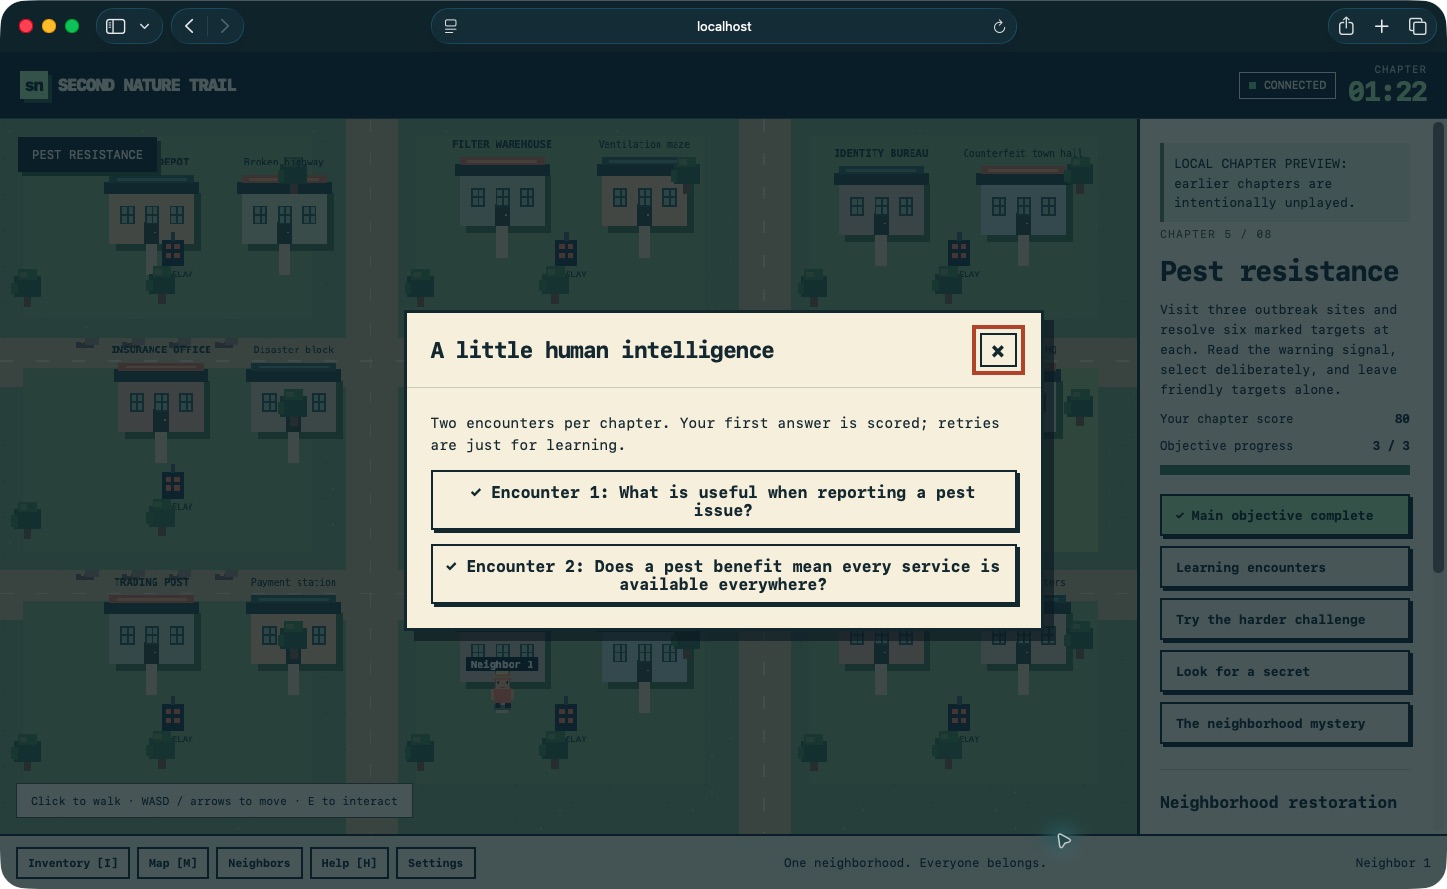 localhost
sn SECOND NATURE TRAIL
CONNECTED
CHAPTER
01:22
PEST RESISTANCE
DEPOT
Broken highway
FILTER WAREHOUSE
Ventilation maze
IDENTITY BUREAU
Counterfeit town hall
INSURANCE OFFICE
Disaster block
TRADING POST
Payment station
Neighbor 1
A little human intelligence
×
Two encounters per chapter. Your first answer is scored; retries
are just for learning.
✓ Encounter 1: What is useful when reporting a pest
issue?
✓ Encounter 2: Does a pest benefit mean every service is
available everywhere?
Click to walk · WASD / arrows to move · E to interact
LOCAL CHAPTER PREVIEW:
earlier chapters are
intentionally unplayed.
CHAPTER 5 / 08
Pest resistance
Visit three outbreak sites and
resolve six marked targets at
each. Read the warning signal,
select deliberately, and leave
friendly targets alone.
Your chapter score 80
Objective progress 3 / 3
✓ Main objective complete
Learning encounters
Try the harder challenge
Look for a secret
The neighborhood mystery
Neighborhood restoration
Inventory [I]
Map [M]
Neighbors
Help [H]
Settings
One neighborhood. Everyone belongs.
Neighbor 1